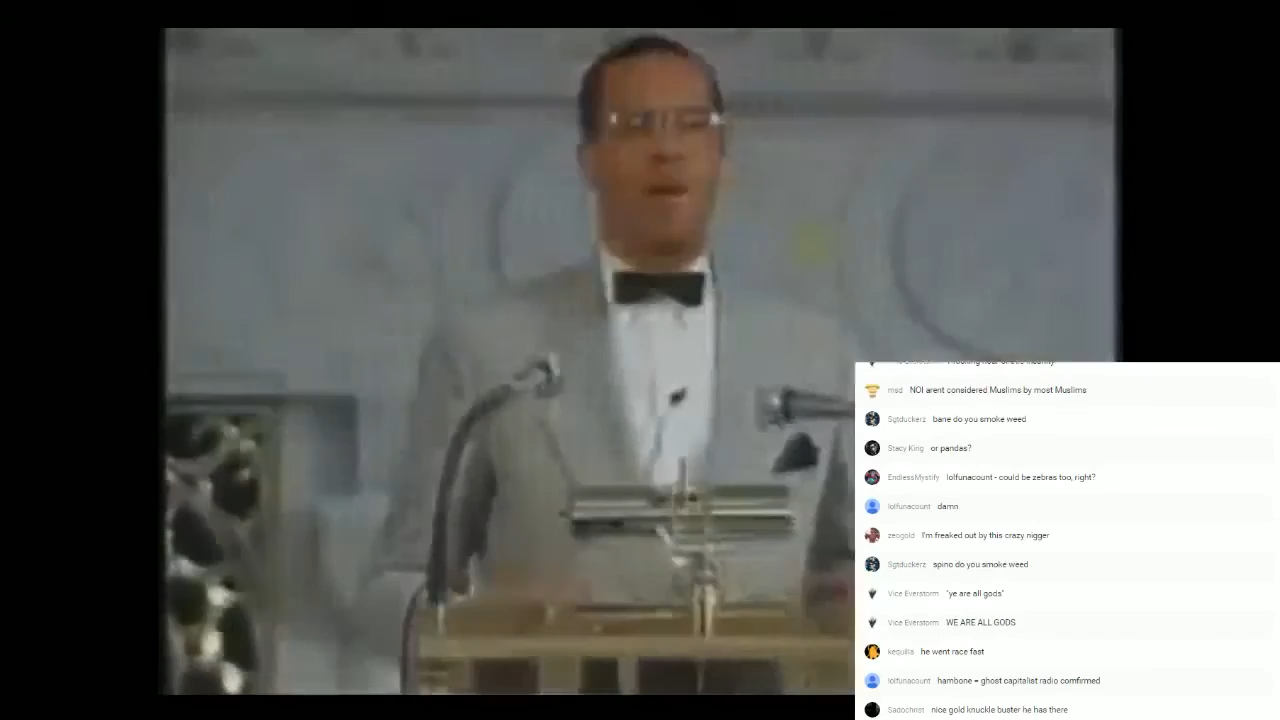 msd NOI arent considered Muslims by most Muslims
Sgtduckerz bane do you smoke weed
Stacy King or pandas?
EndlessMystify lolfunacount - could be zebras too, right?
lolfunacount damn
zeogold I'm freaked out by this crazy nigger
Sgtduckerz spino do you smoke weed
Vice Everstorm "ye are all gods"
Vice Everstorm WE ARE ALL GODS
kequilla he went race fast
lolfunacount hambone = ghost capitalist radio comfirmed
Sadochrist nice gold knuckle buster he has there